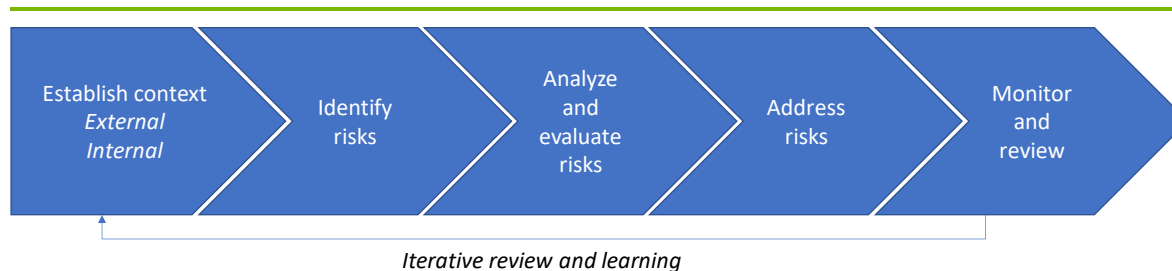 Establish context
External
Internal
Identify
risks
Analyze
and
evaluate
risks
Address
risks
Monitor
and
review
Iterative review and learning